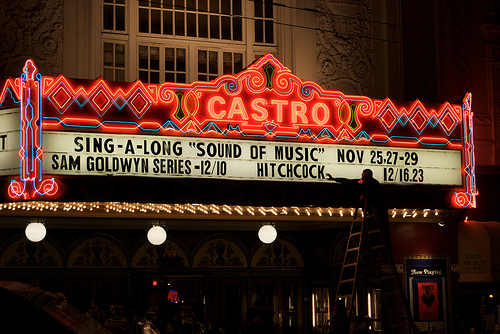 CASTRO
T
SING-A-LONG "SOUND OF MUSIC" NOV 25.27-29
SAM GOLDWYN SERIES -12/10 HITCHCOCK 12/16.23
Now Playing